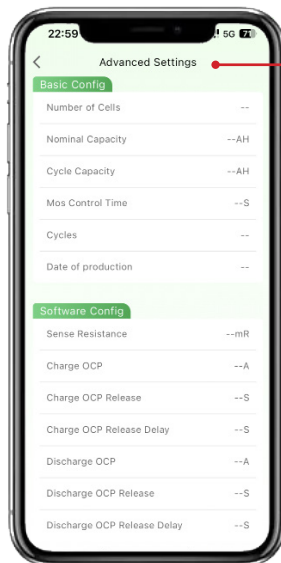 22:59 5G 71
Advanced Settings
Basic Config
Number of Cells --
Nominal Capacity --AH
Cycle Capacity --AH
Mos Control Time --S
Cycles --
Date of production --
Software Config
Sense Resistance --mR
Charge OCP --A
Charge OCP Release --S
Charge OCP Release Delay --S
Discharge OCP --A
Discharge OCP Release --S
Discharge OCP Release Delay --S